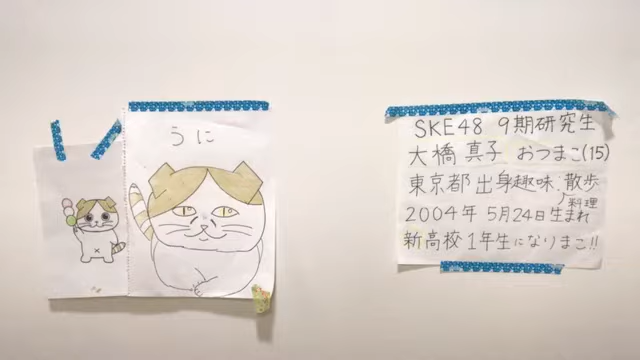 うに
SKE48 9期研究生
大橋真子 おつまこ(15)
東京都出身趣味:散歩
料理
2004年5月24日生まれ
新高校1年生になりまこ!!